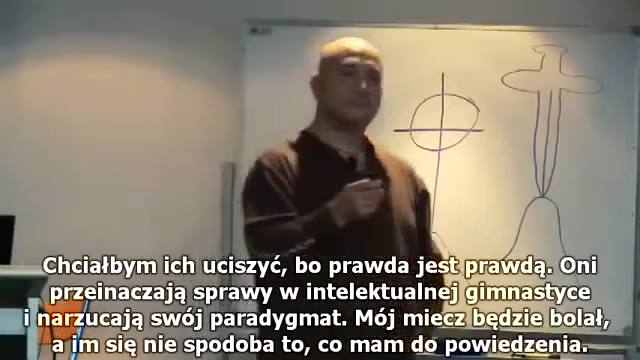 Chciałbym ich uciszyć, bo prawda jest prawdą. Oni
przeinaczają sprawy w intelektualnej gimnastyce
i narzucają swój paradygmat. Mój miecz będzie bolał,
a im się nie spodoba to, co mam do powiedzenia.